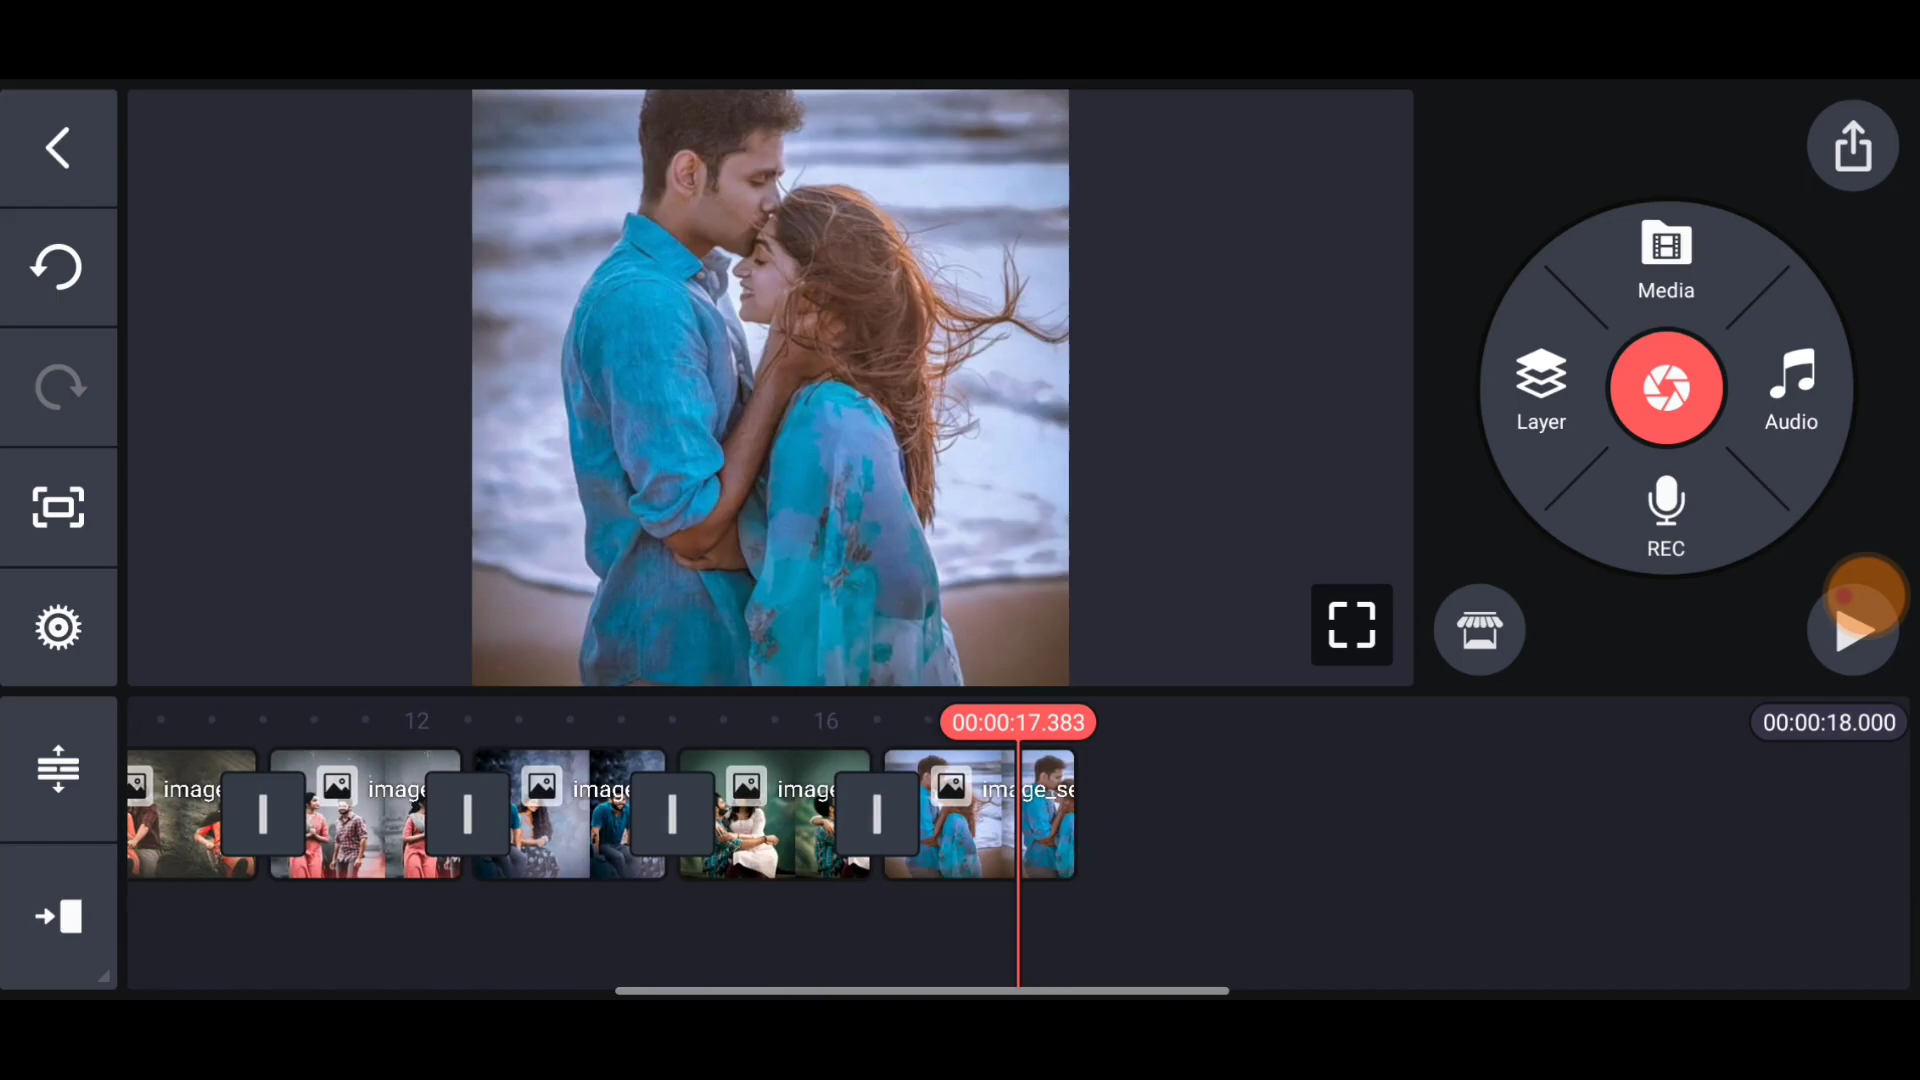 Media
Layer
Audio
REC
12
16
00:00:17.383
00:00:18.000
image
image
image
image
image_se